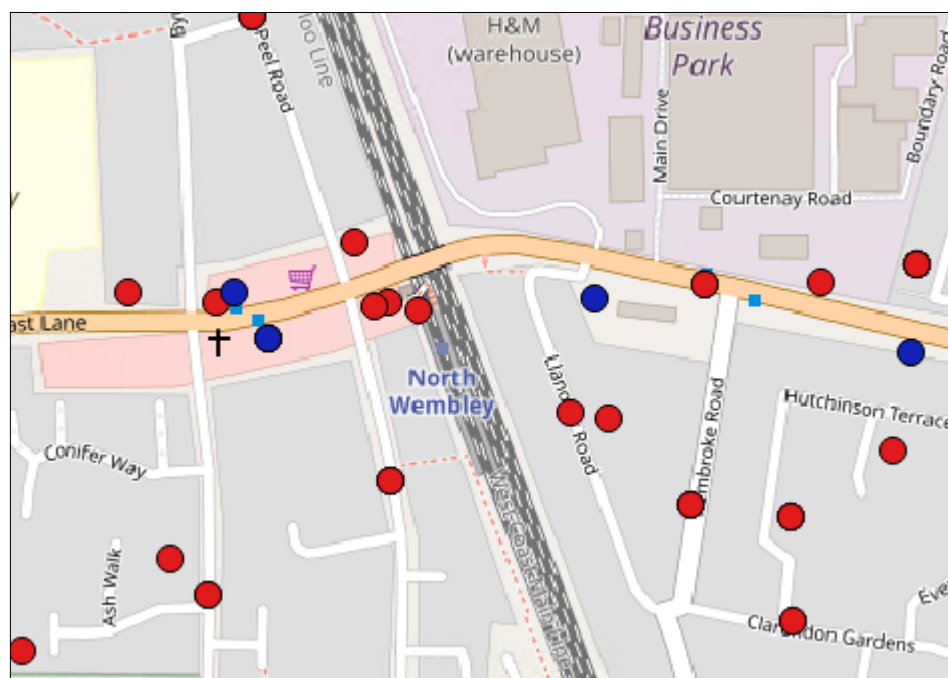 H&M
(warehouse)
Business
Park
Peel Road
loo Line
Main Drive
Boundary Road
Courtenay Road
ast Lane
North
Wembley
Hutchinson Terrace
Conifer Way
Road
mbroke Road
West Coast Main Line
Ash Walk
Clarendon Gardens
Eve